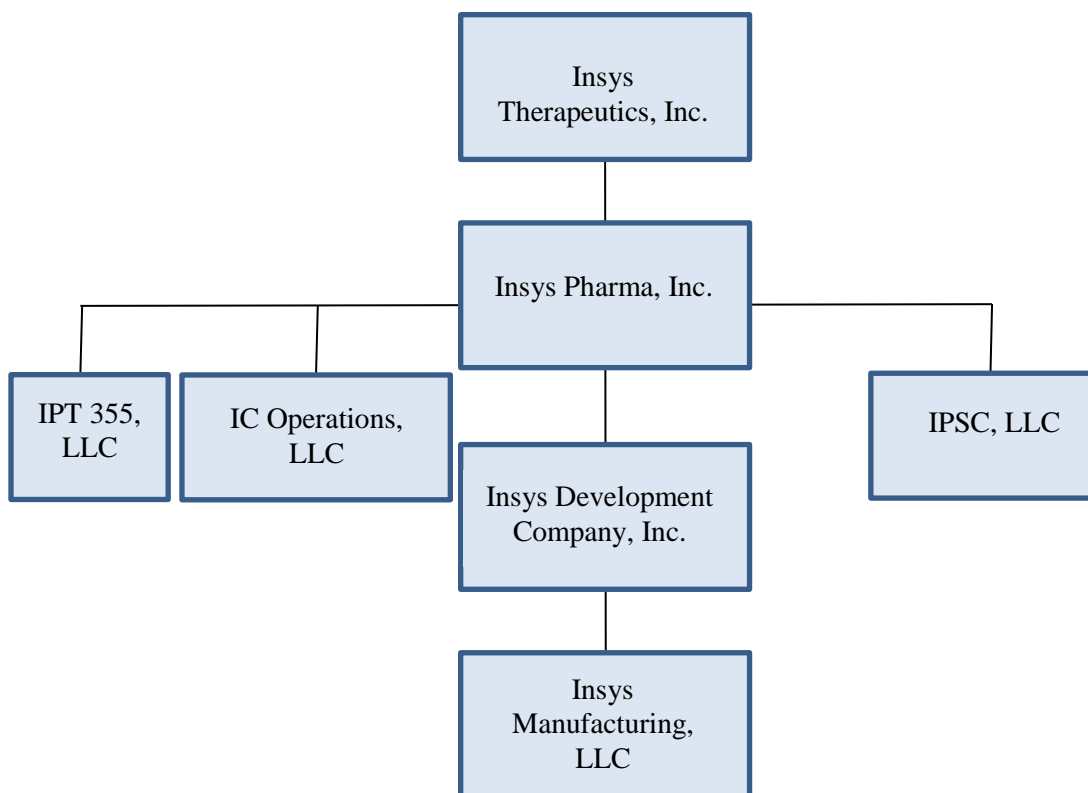 Insys
Therapeutics, Inc.
Insys Pharma, Inc.
IPT 355,
LLC
IC Operations,
LLC
IPSC, LLC
Insys Development
Company, Inc.
Insys
Manufacturing,
LLC